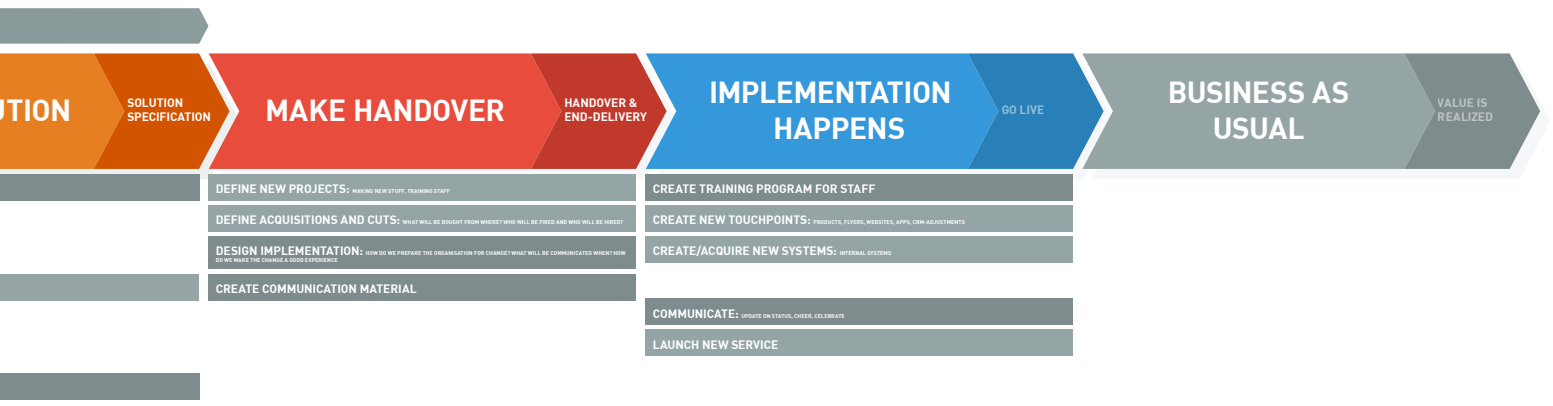 UTION
SOLUTION
SPECIFICATION
MAKE HANDOVER
HANDOVER &
END-DELIVERY
IMPLEMENTATION
HAPPENS
GO LIVE
BUSINESS AS
USUAL
VALUE IS
REALIZED
DEFINE NEW PROJECTS: MAKING NEW STUFF, TRAINING STAFF
DEFINE ACQUISITIONS AND CUTS: WHAT WILL BE BOUGHT FROM WHERE? WHO WILL BE FIRED AND WHO WILL BE HIRED?
DESIGN IMPLEMENTATION: HOW DO WE PREPARE THE ORGANISATION FOR CHANGE? WHAT WILL BE COMMUNICATED WHEN? HOW
DO WE MAKE THE CHANGE A GOOD EXPERIENCE
CREATE COMMUNICATION MATERIAL
CREATE TRAINING PROGRAM FOR STAFF
CREATE NEW TOUCHPOINTS: PRODUCTS, FLYERS, WEBSITES, APPS, CRM-ADJUSTMENTS
CREATE/ACQUIRE NEW SYSTEMS: INTERNAL SYSTEMS
COMMUNICATE: UPDATE ON STATUS, CHEER, CELEBRATE
LAUNCH NEW SERVICE